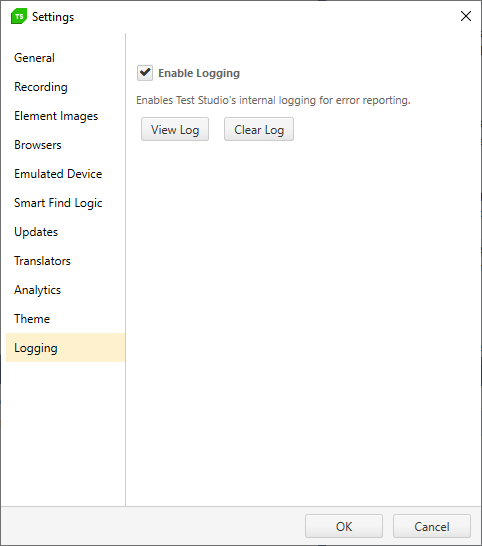 TS Settings
General
Recording
Element Images
Browsers
Emulated Device
Smart Find Logic
Updates
Translators
Analytics
Theme
Logging
Enable Logging
Enables Test Studio's internal logging for error reporting.
View Log Clear Log
OK Cancel